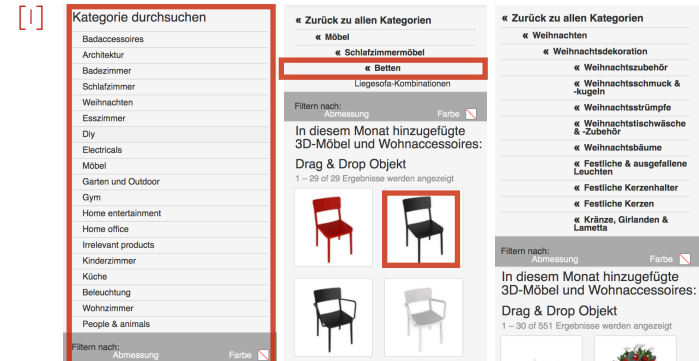 [I]
Kategorie durchsuchen
Badaccessoires
Architektur
Badezimmer
Schlafzimmer
Weihnachten
Esszimmer
Diy
Electricals
Möbel
Garten und Outdoor
Gym
Home entertainment
Home office
Irrelevant products
Kinderzimmer
Küche
Beleuchtung
Wohnzimmer
People & animals
Filtern nach:
Abmessung Farbe
« Zurück zu allen Kategorien
« Möbel
« Schlafzimmermöbel
« Betten
Liegesofa-Kombinationen
Filtern nach:
Abmessung Farbe
In diesem Monat hinzugefügte
3D-Möbel und Wohnaccessoires:
Drag & Drop Objekt
1 – 29 of 29 Ergebnisse werden angezeigt
« Zurück zu allen Kategorien
« Weihnachten
« Weihnachtsdekoration
« Weihnachtszubehör
« Weihnachtsschmuck &
-kugeln
« Weihnachtsstrümpfe
« Weihnachtstischwäsche
& -Zubehör
« Weihnachtsbäume
« Festliche & ausgefallene
Leuchten
« Festliche Kerzenhalter
« Festliche Kerzen
« Kränze, Girlanden &
Lametta
Filtern nach:
Abmessung Farbe
In diesem Monat hinzugefügte
3D-Möbel und Wohnaccessoires:
Drag & Drop Objekt
1 – 30 of 551 Ergebnisse werden angezeigt